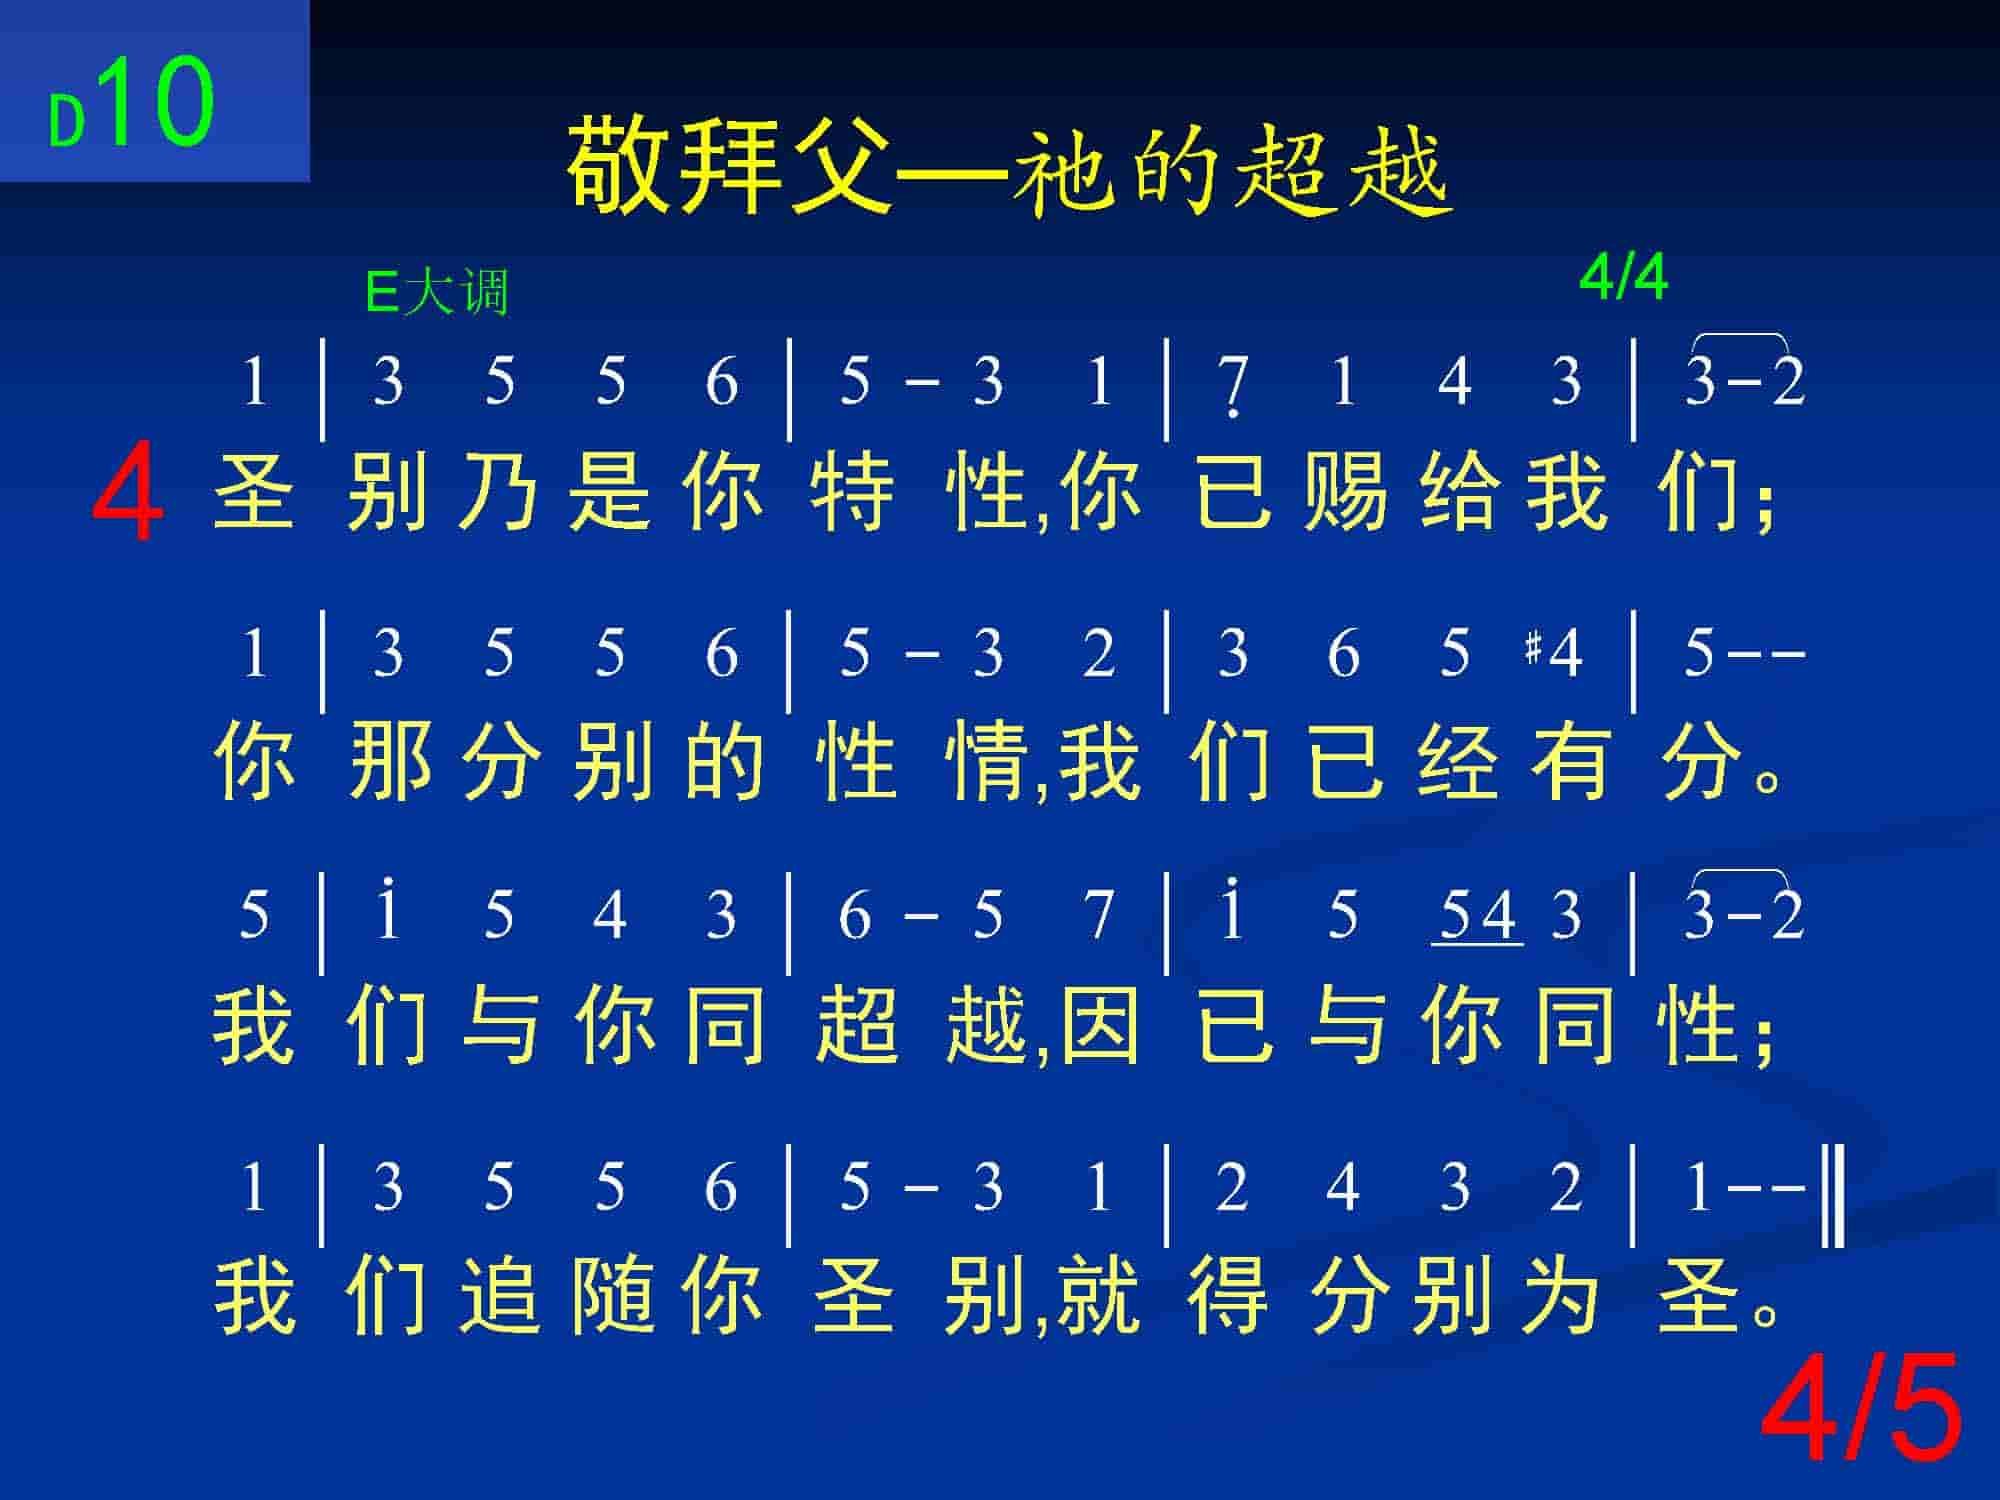 D10
敬拜父—祂的超越
E大调 4/4
1 | 3 5 5 6 | 5 - 3 1 | 7̣ 1 4 3 | 3-2
4 圣 别乃是你 特 性,你 已赐给我 们；
1 | 3 5 5 6 | 5 - 3 2 | 3 6 5 #4 | 5--
你 那分别的 性 情,我 们已经有 分。
5 | i 5 4 3 | 6 - 5 7 | i 5 54 3 | 3-2
我 们与你同 超 越,因 已与你同 性；
1 | 3 5 5 6 | 5 - 3 1 | 2 4 3 2 | 1--‖
我 们追随你 圣 别,就 得分别为 圣。
4/5